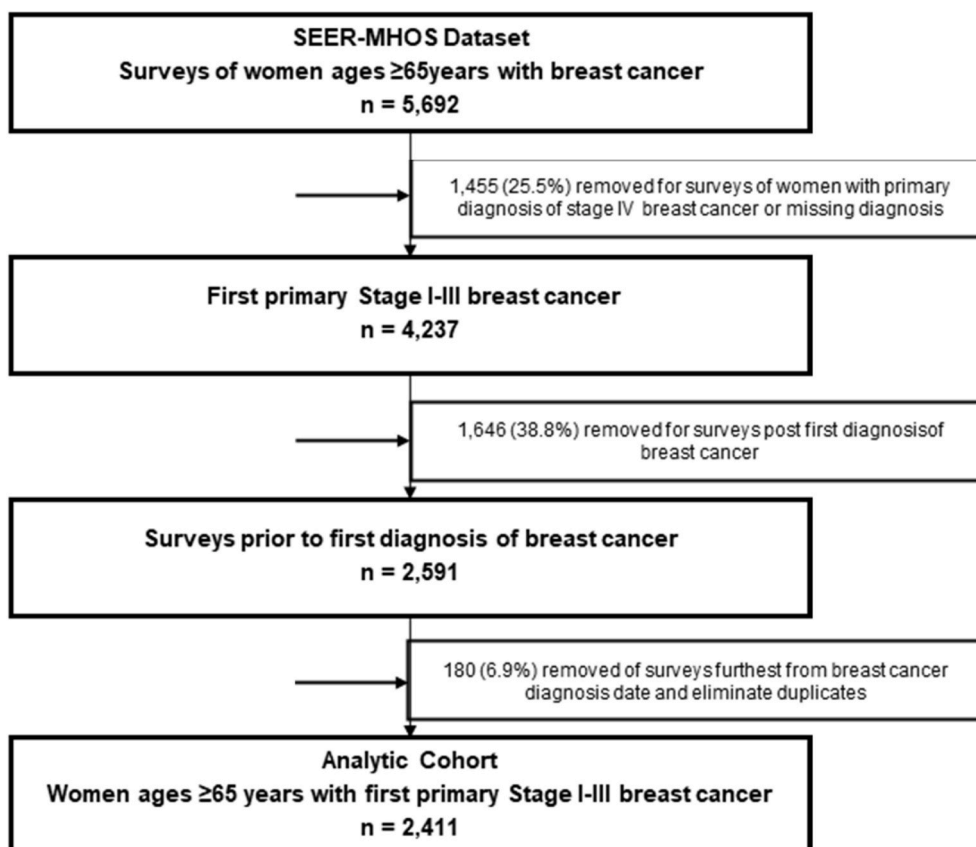 SEER-MHOS Dataset
Surveys of women ages ≥65years with breast cancer
n = 5,692
1,455 (25.5%) removed for surveys of women with primary
diagnosis of stage IV breast cancer or missing diagnosis
First primary Stage I-III breast cancer
n = 4,237
1,646 (38.8%) removed for surveys post first diagnosisof
breast cancer
Surveys prior to first diagnosis of breast cancer
n = 2,591
180 (6.9%) removed of surveys furthest from breast cancer
diagnosis date and eliminate duplicates
Analytic Cohort
Women ages ≥65 years with first primary Stage I-III breast cancer
n = 2,411